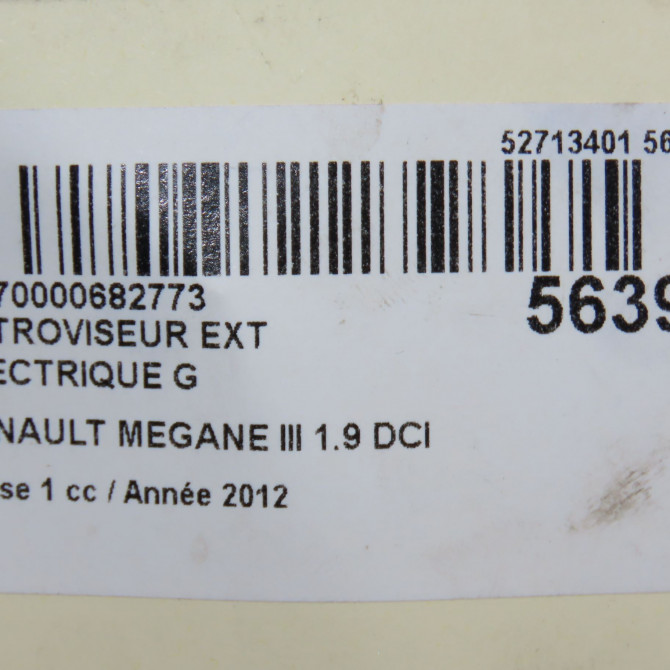 52713401 56
70000682773
5639
TROVISEUR EXT
ECTRIQUE G
NAULT MEGANE III 1.9 DCI
se 1 cc / Année 2012